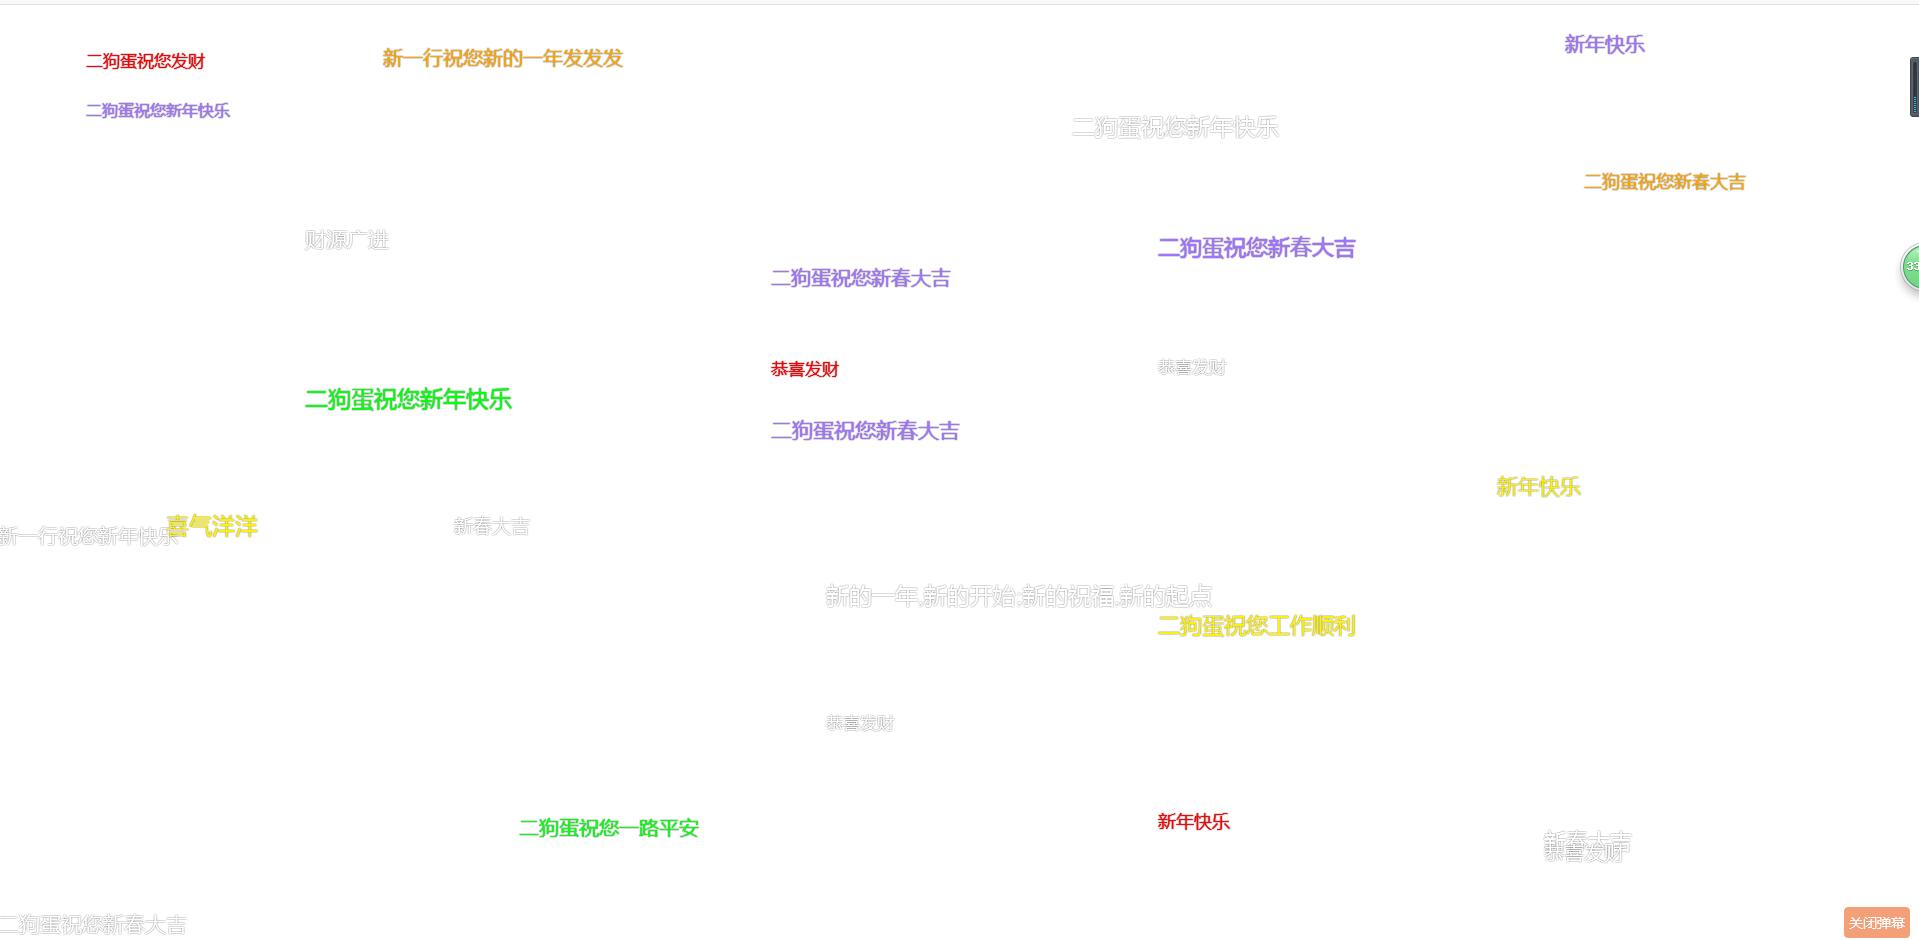 新年快乐
新一行祝您新的一年发发发
二狗蛋祝您发财
二狗蛋祝您新年快乐
二狗蛋祝您新年快乐
二狗蛋祝您新春大吉
财源广进
二狗蛋祝您新春大吉
33
二狗蛋祝您新春大吉
恭喜发财
恭喜发财
二狗蛋祝您新年快乐
二狗蛋祝您新春大吉
新年快乐
新一行祝您新年快乐
喜气洋洋
新春大吉
新的一年,新的开始;新的祝福,新的起点
二狗蛋祝您工作顺利
恭喜发财
新年快乐
二狗蛋祝您一路平安
新春大吉
恭喜发财
二狗蛋祝您新春大吉
关闭弹幕